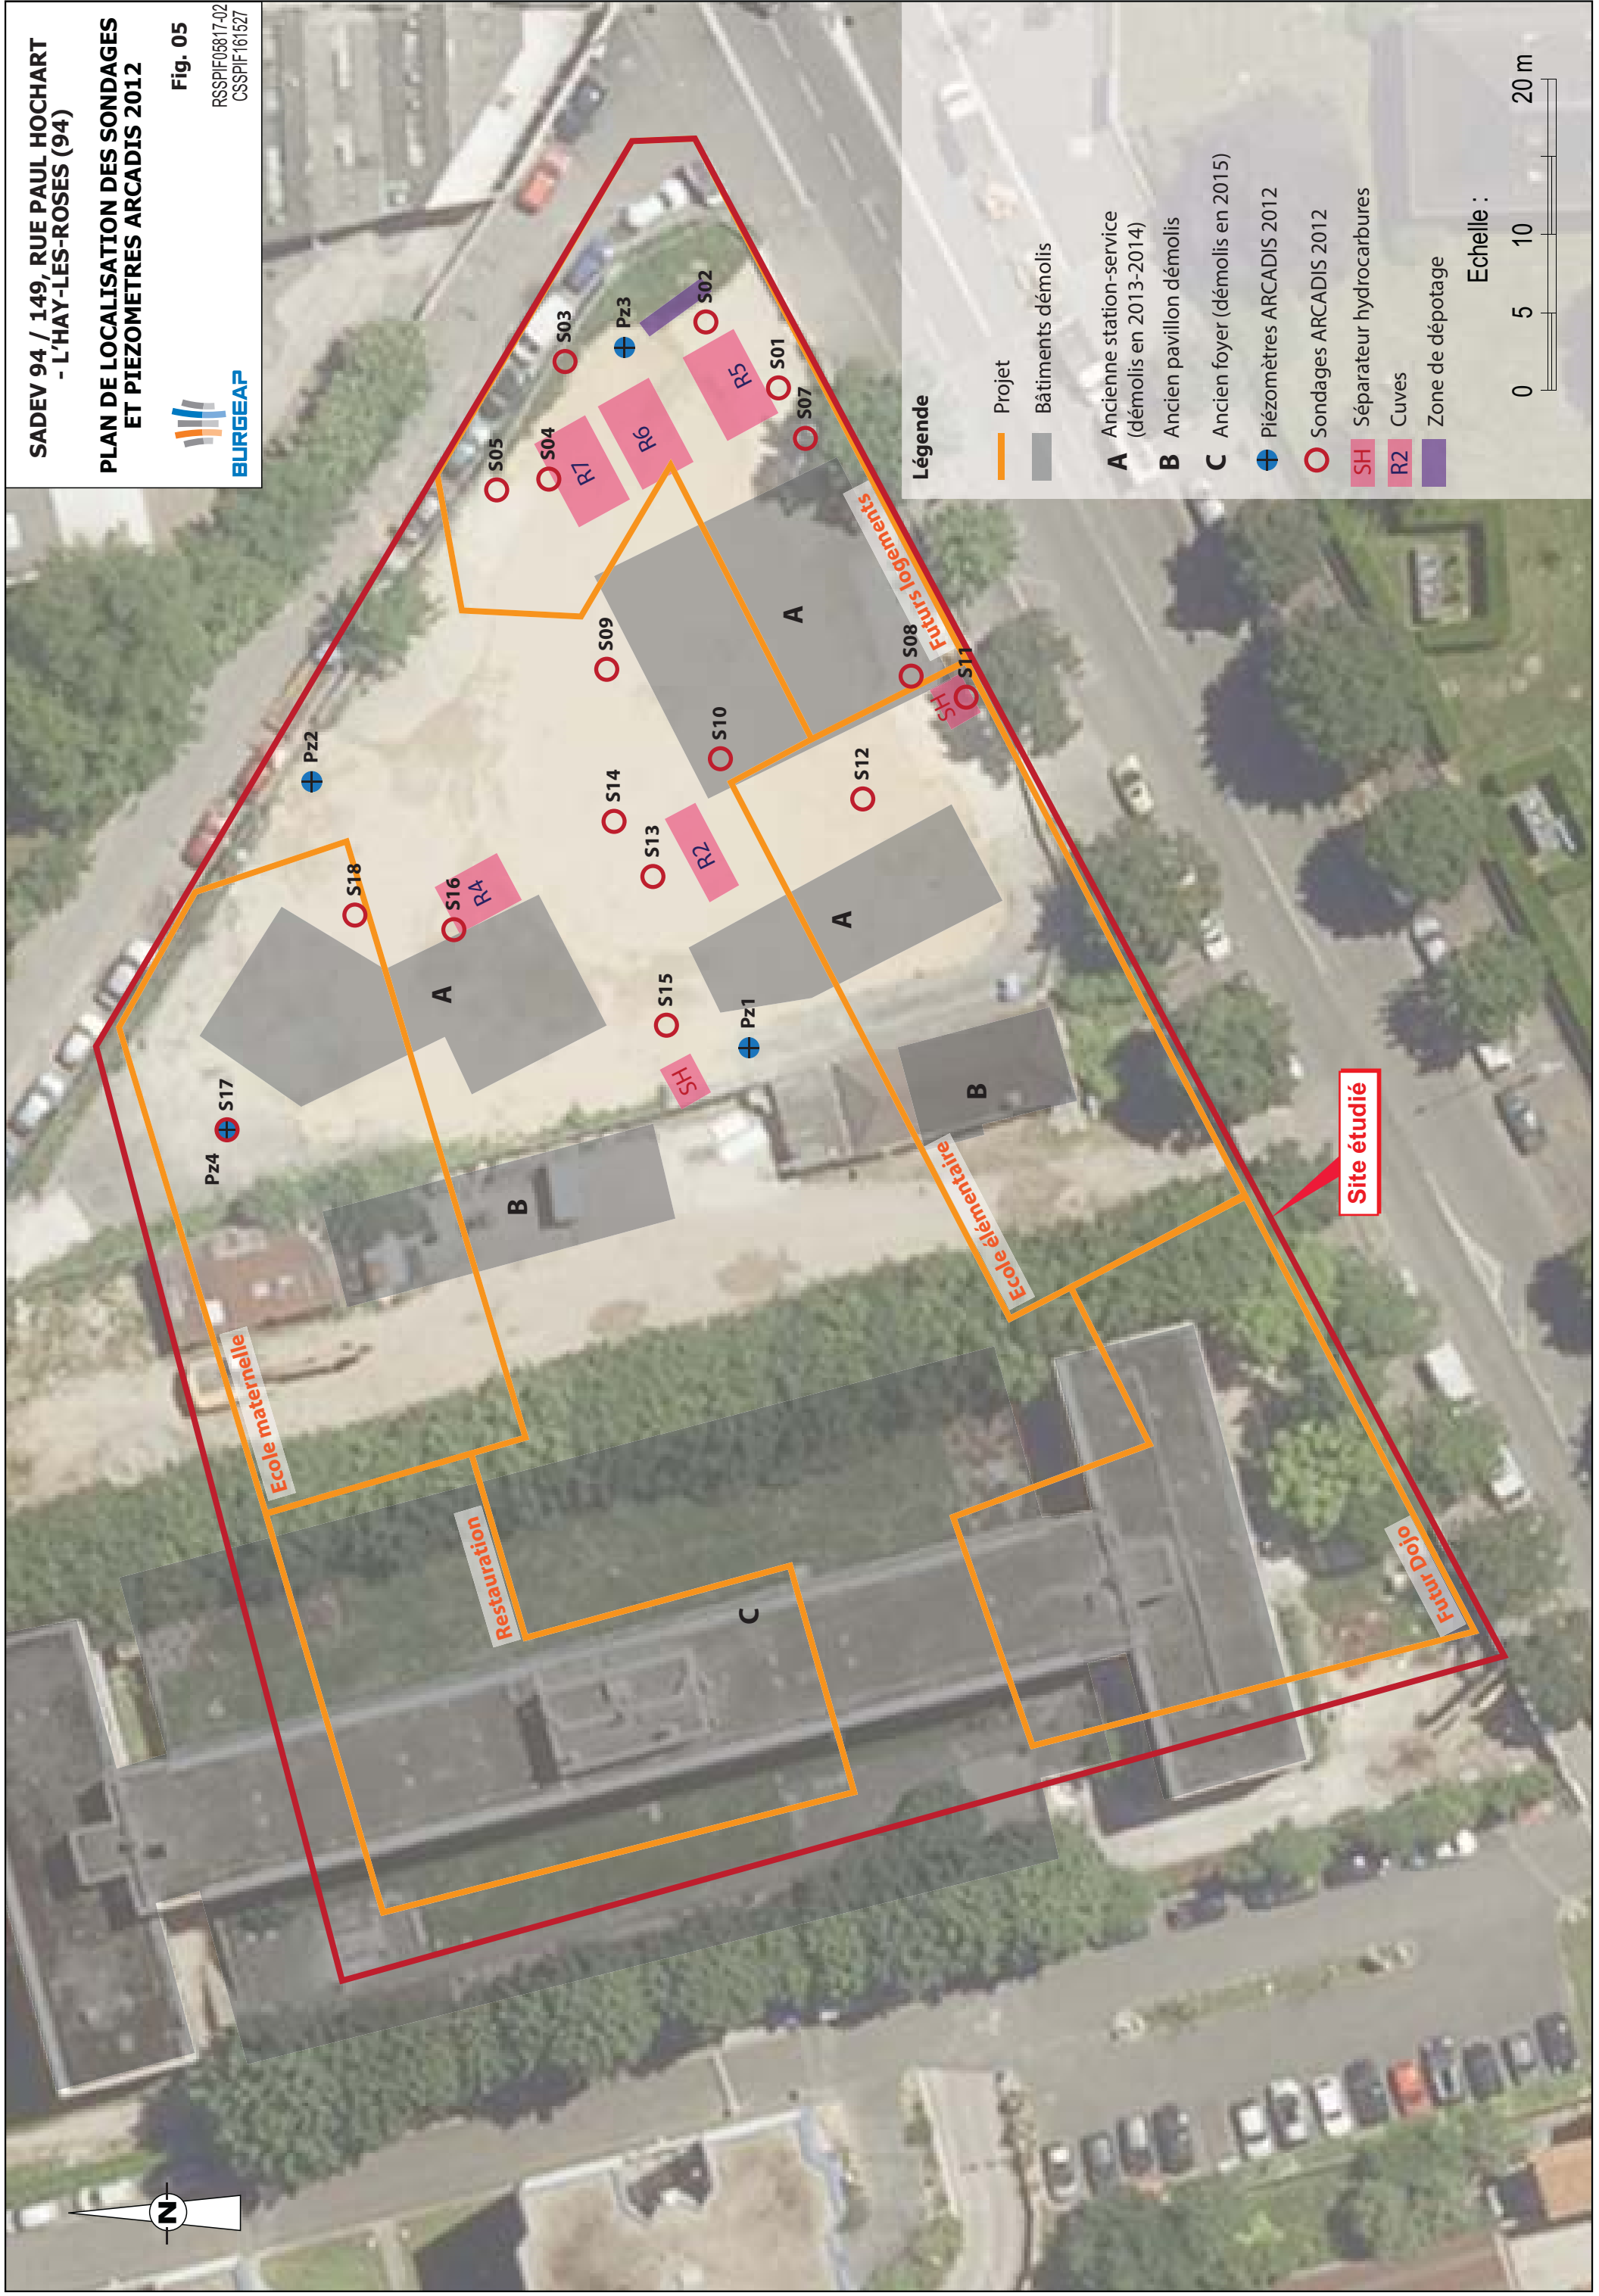 SADEV 94 / 149, RUE PAUL HOCHART
- L'HAY-LES-ROSES (94)
PLAN DE LOCALISATION DES SONDAGES
ET PIEZOMETRES ARCADIS 2012
BURGEAP
Fig. 05
RSSPIF05817-02
CSSPIF161527
N
Pz4
S17
Pz2
S18
S16
R4
A
B
Ecole maternelle
Restauration
C
S15
SH
Pz1
S13
S14
R2
S09
S10
S12
A
B
Ecole élémentaire
Futur Dojo
Site étudié
S05
S04
S03
Pz3
S02
R7
R6
R5
S01
S07
A
Futurs logements
S08
S11
SH
Légende
Projet
Bâtiments démolis
A Ancienne station-service
(démolis en 2013-2014)
B Ancien pavillon démolis
C Ancien foyer (démolis en 2015)
Piézomètres ARCADIS 2012
Sondages ARCADIS 2012
SH Séparateur hydrocarbures
R2 Cuves
Zone de dépotage
Echelle :
0 5 10 20 m